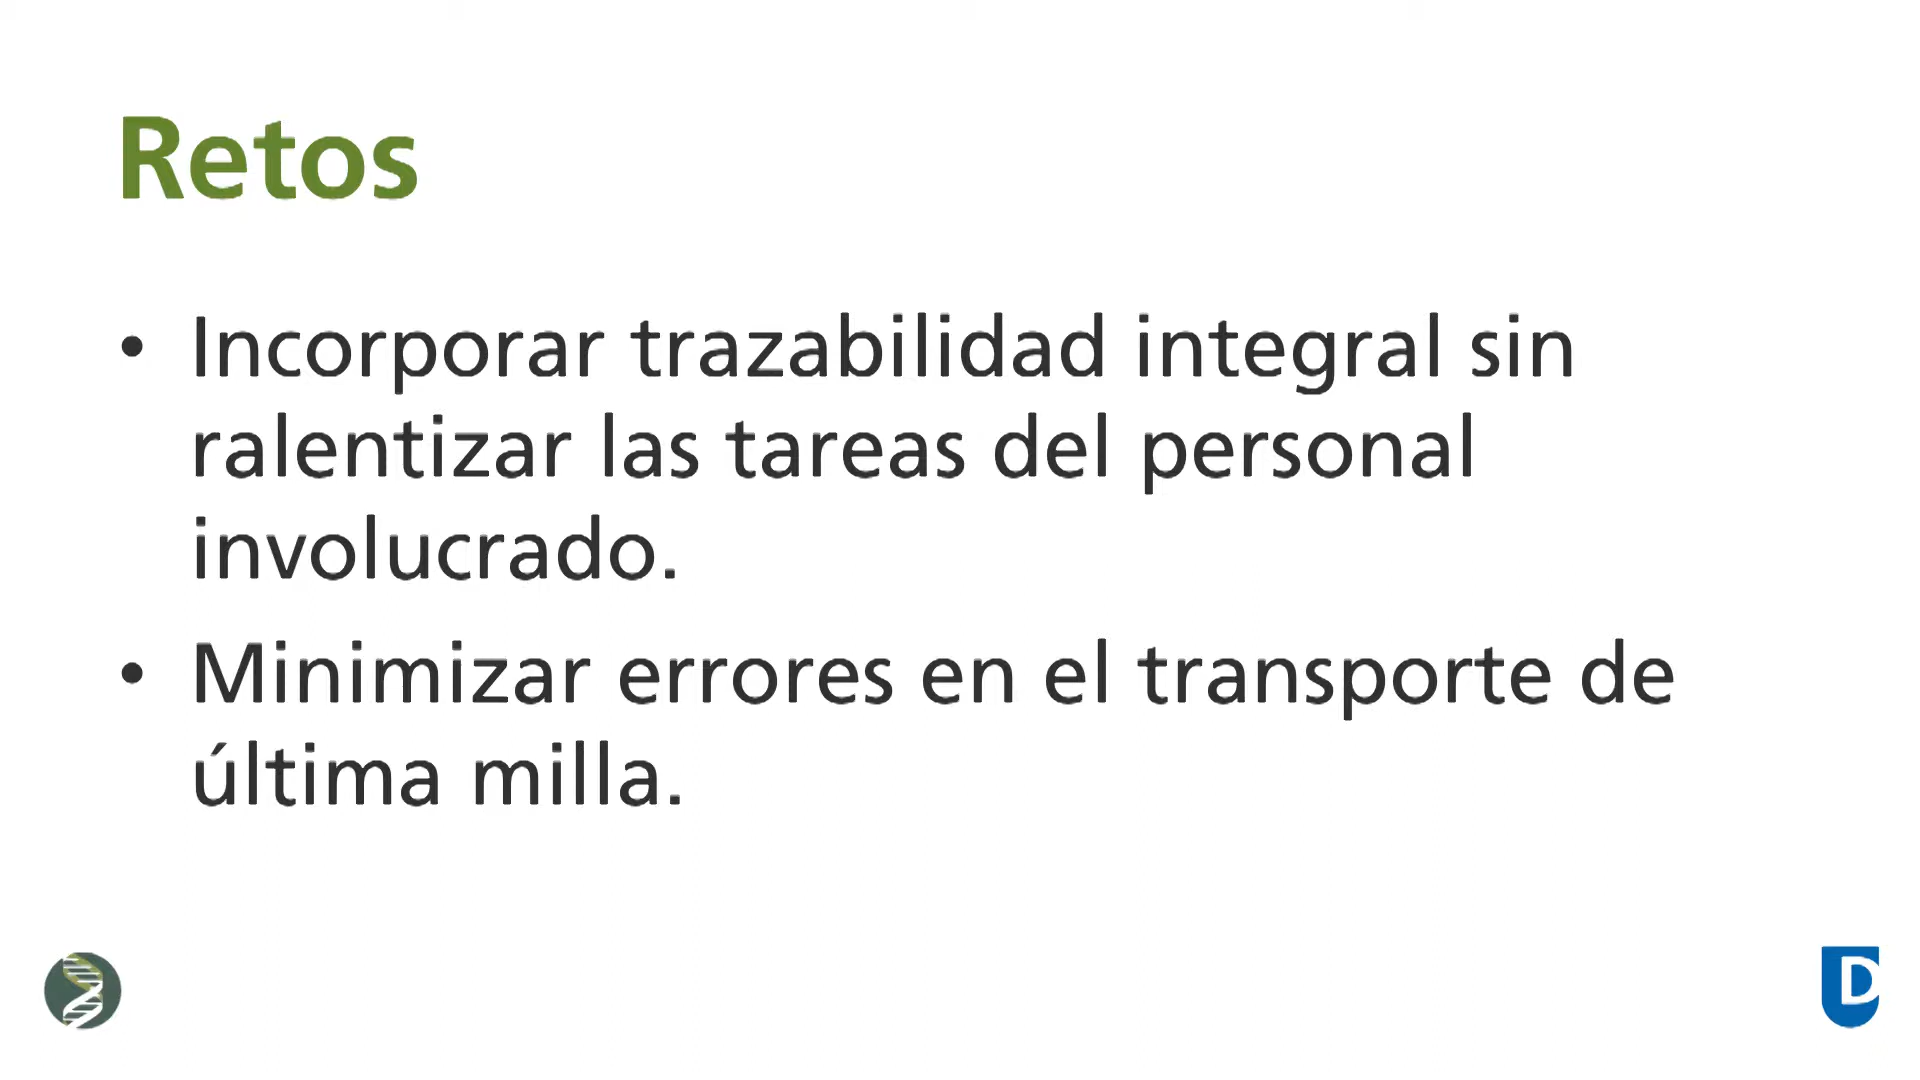 Retos
• Incorporar trazabilidad integral sin
ralentizar las tareas del personal
involucrado.
• Minimizar errores en el transporte de
última milla.
D